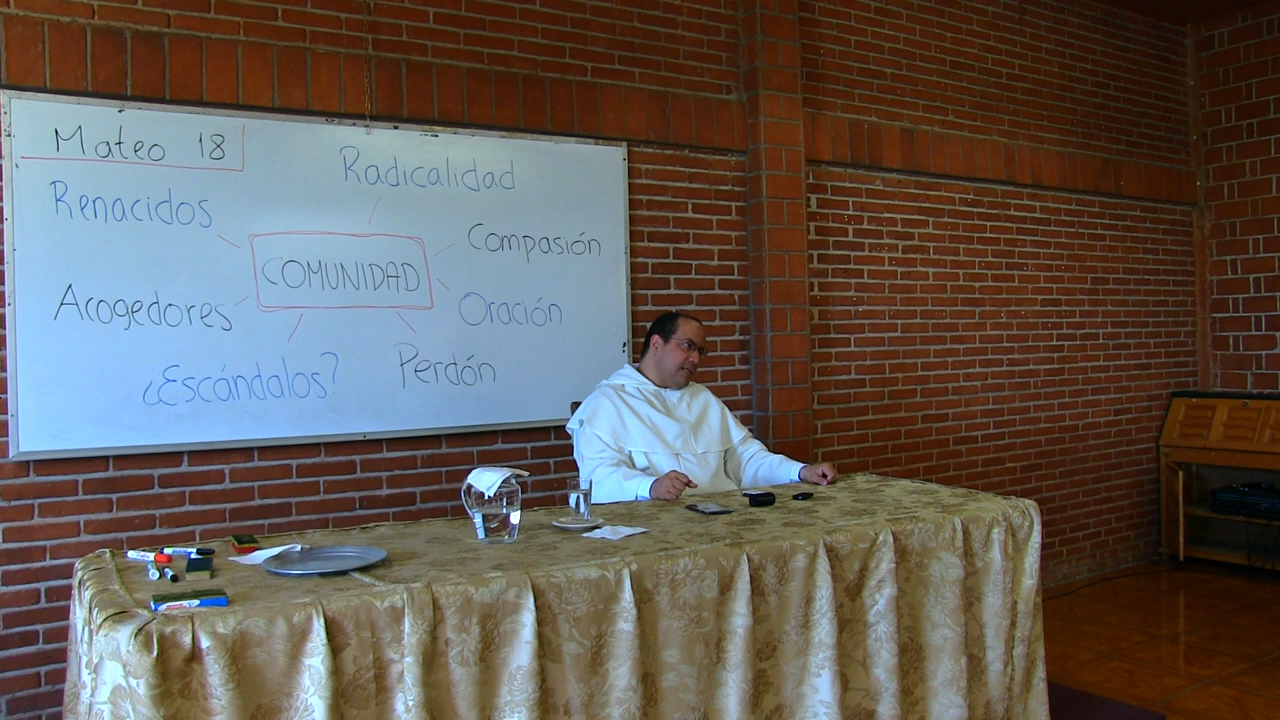 Mateo 18
Radicalidad
Renacidos
Compasión
COMUNIDAD
Acogedores
Oración
¿Escándalos?
Perdón